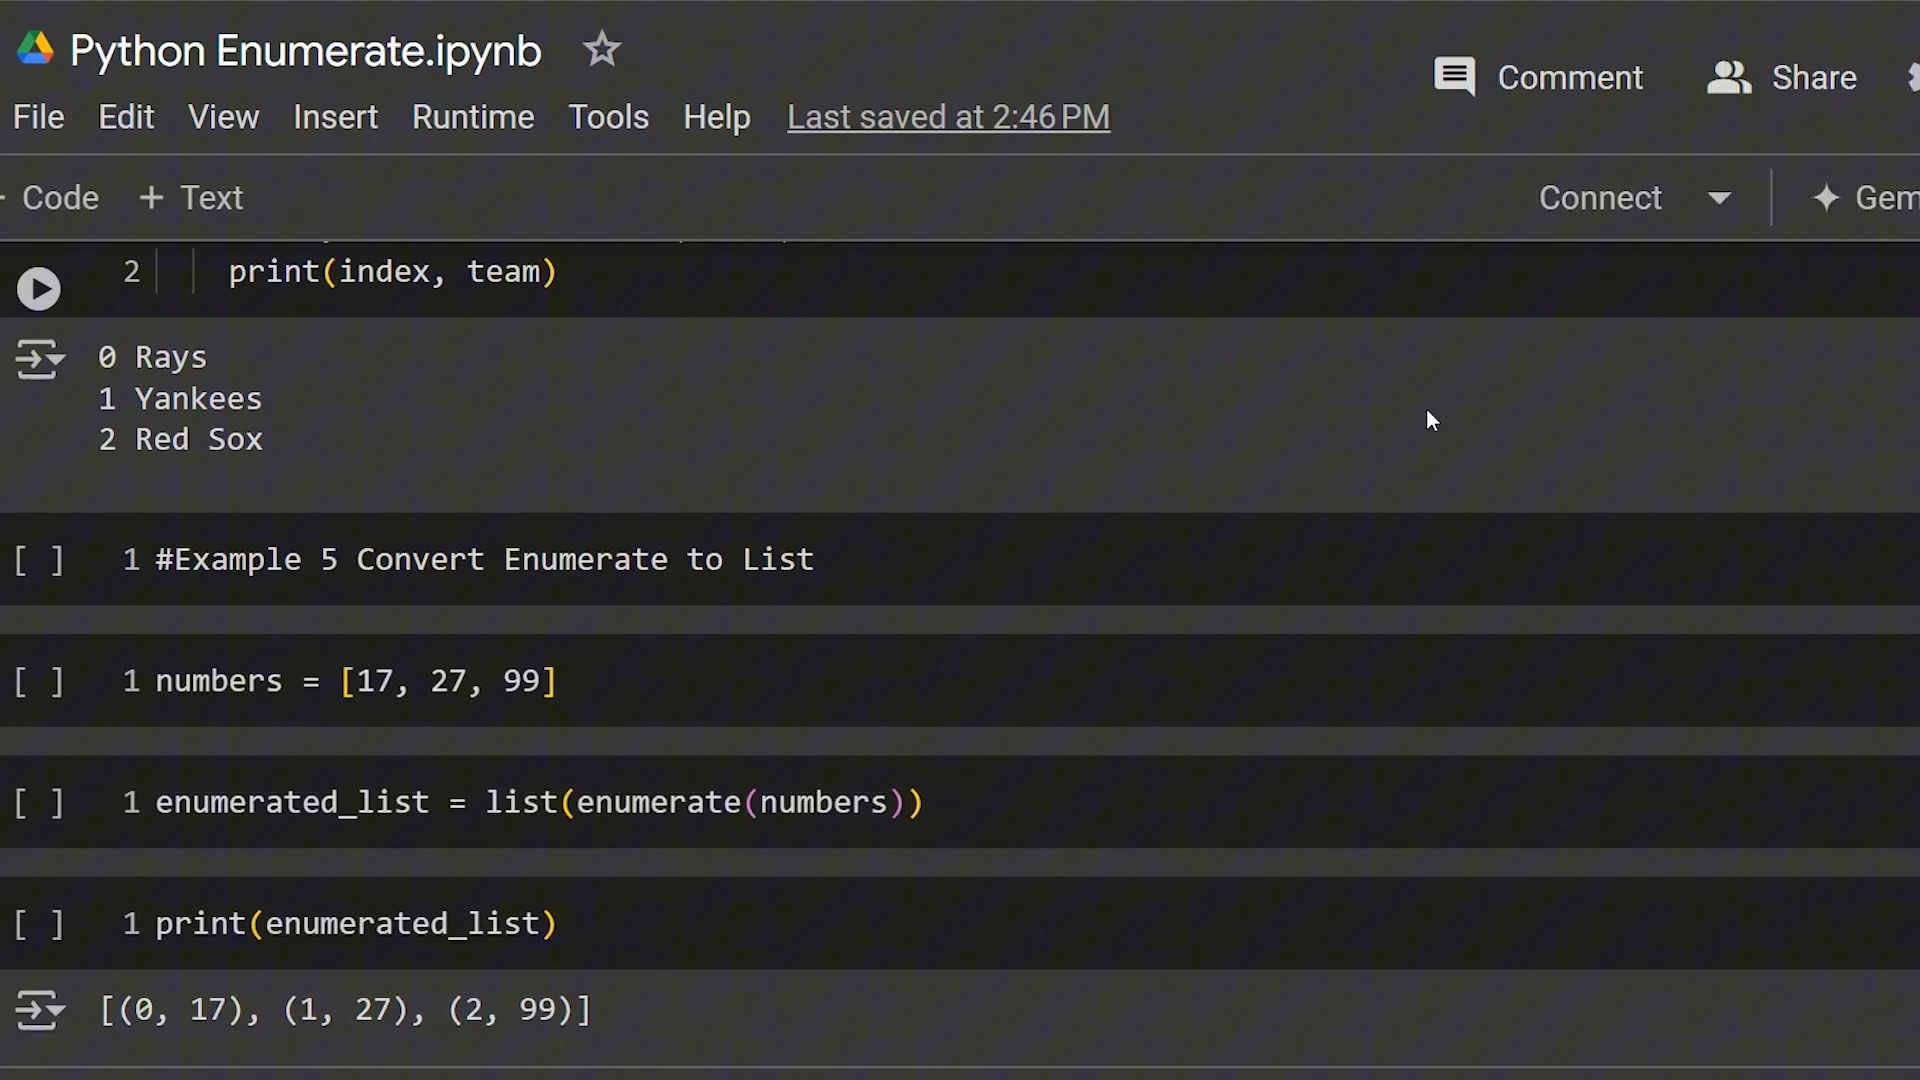 Python Enumerate.ipynb
Comment Share
File Edit View Insert Runtime Tools Help Last saved at 2:46 PM
Code + Text Connect
2 print(index, team)
0 Rays
1 Yankees
2 Red Sox
[ ] 1 #Example 5 Convert Enumerate to List
[ ] 1 numbers = [17, 27, 99]
[ ] 1 enumerated_list = list(enumerate(numbers))
[ ] 1 print(enumerated_list)
[(0, 17), (1, 27), (2, 99)]